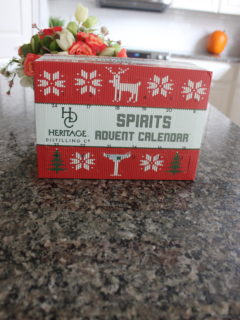 HDC
HERITAGE
DISTILLING Co
SPIRITS
ADVENT CALENDAR